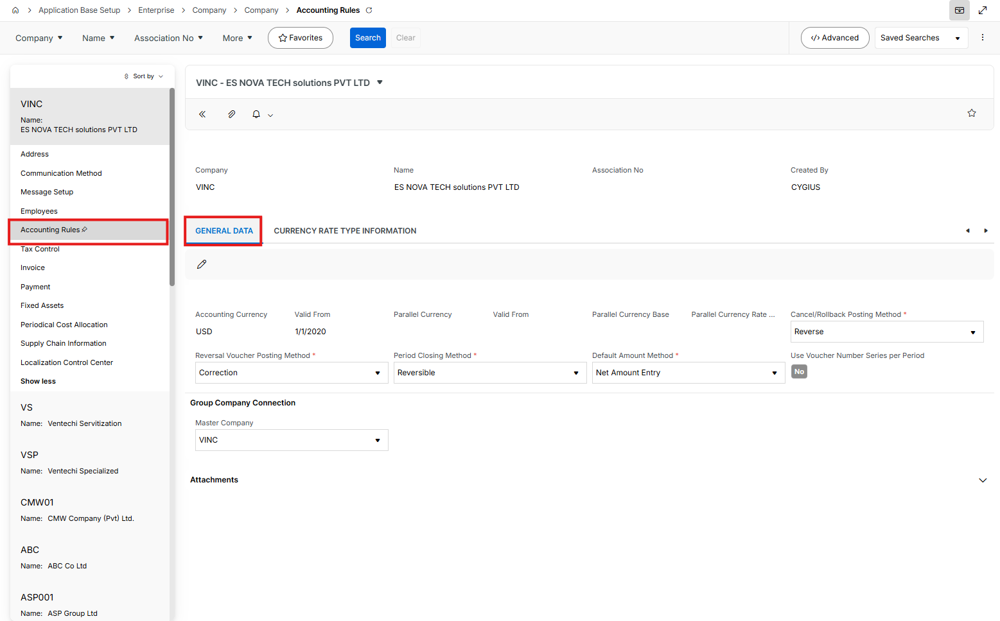 Application Base Setup > Enterprise > Company > Company > Accounting Rules
Company Name Association No More Favorites Search Clear </> Advanced Saved Searches
Sort by
VINC
Name:
ES NOVA TECH solutions PVT LTD
Address
Communication Method
Message Setup
Employees
Accounting Rules
Tax Control
Invoice
Payment
Fixed Assets
Periodical Cost Allocation
Supply Chain Information
Localization Control Center
Show less
VS
Name: Ventechi Servitization
VSP
Name: Ventechi Specialized
CMW01
Name: CMW Company (Pvt) Ltd.
ABC
Name: ABC Co Ltd
ASP001
Name: ASP Group Ltd
VINC - ES NOVA TECH solutions PVT LTD
Company Name Association No Created By
VINC ES NOVA TECH solutions PVT LTD CYGIUS
GENERAL DATA CURRENCY RATE TYPE INFORMATION
Accounting Currency Valid From Parallel Currency Valid From Parallel Currency Base Parallel Currency Rate ... Cancel/Rollback Posting Method *
USD 1/1/2020 Reverse
Reversal Voucher Posting Method * Period Closing Method * Default Amount Method * Use Voucher Number Series per Period
Correction Reversible Net Amount Entry No
Group Company Connection
Master Company
VINC
Attachments